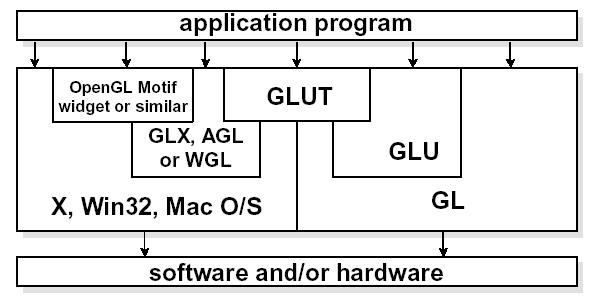 application program
OpenGL Motif
widget or similar
GLUT
GLX, AGL
or WGL
GLU
X, Win32, Mac O/S
GL
software and/or hardware